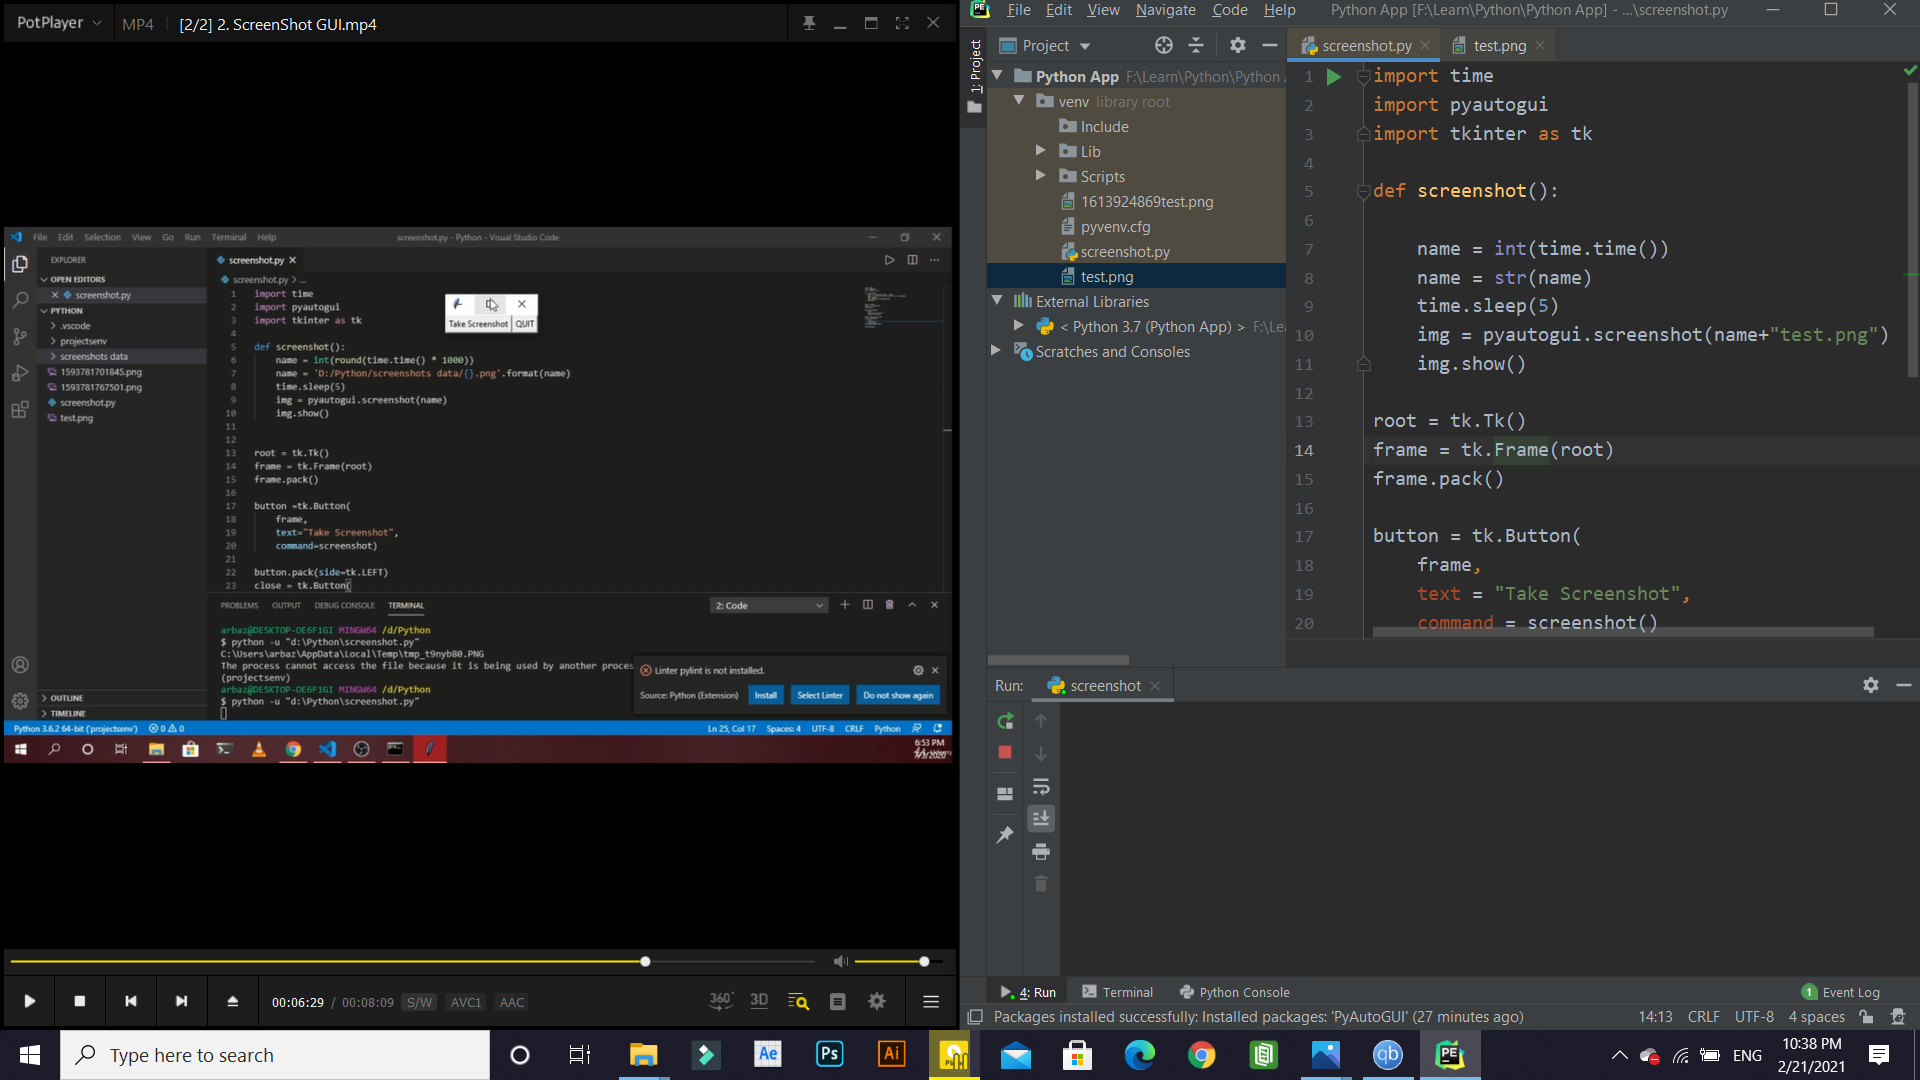 PotPlayer MP4 [2/2] 2. ScreenShot GUI.mp4
File Edit Selection View Go Run Terminal Help screenshot.py - Python - Visual Studio Code
EXPLORER
OPEN EDITORS
screenshot.py
PYTHON
.vscode
projectsenv
screenshots data
1593781701845.png
1593781767501.png
screenshot.py
test.png
OUTLINE
TIMELINE
screenshot.py
screenshot.py > ...
1 import time
2 import pyautogui
3 import tkinter as tk
4
5 def screenshot():
6 name = int(round(time.time() * 1000))
7 name = 'D:/Python/screenshots data/{}.png'.format(name)
8 time.sleep(5)
9 img = pyautogui.screenshot(name)
10 img.show()
11
12
13 root = tk.Tk()
14 frame = tk.Frame(root)
15 frame.pack()
16
17 button =tk.Button(
18 frame,
19 text="Take Screenshot",
20 command=screenshot)
21
22 button.pack(side=tk.LEFT)
23 close = tk.Button(
Take Screenshot QUIT
PROBLEMS OUTPUT DEBUG CONSOLE TERMINAL 2: Code
arbaz@DESKTOP-OE6F1GI MINGW64 /d/Python
$ python -u "d:\Python\screenshot.py"
C:\Users\arbaz\AppData\Local\Temp\tmp_t9nyb80.PNG
The process cannot access the file because it is being used by another proces
(projectsenv)
arbaz@DESKTOP-OE6F1GI MINGW64 /d/Python
$ python -u "d:\Python\screenshot.py"
Linter pylint is not installed.
Source: Python (Extension) Install Select Linter Do not show again
Python 3.6.2 64-bit ('projectsenv') 0 0 Ln 25, Col 17 Spaces: 4 UTF-8 CRLF Python
6:53 PM
00:06:29 / 00:08:09 S/W AVC1 AAC 360° 3D
File Edit View Navigate Code Help Python App [F:\Learn\Python\Python App] - ...\screenshot.py
1: Project
Project
Python App F:\Learn\Python\Python
venv library root
Include
Lib
Scripts
1613924869test.png
pyvenv.cfg
screenshot.py
test.png
External Libraries
< Python 3.7 (Python App) > F:\Le
Scratches and Consoles
screenshot.py test.png
1 import time
2 import pyautogui
3 import tkinter as tk
4
5 def screenshot():
6
7 name = int(time.time())
8 name = str(name)
9 time.sleep(5)
10 img = pyautogui.screenshot(name+"test.png")
11 img.show()
12
13 root = tk.Tk()
14 frame = tk.Frame(root)
15 frame.pack()
16
17 button = tk.Button(
18 frame,
19 text = "Take Screenshot",
20 command = screenshot()
Run: screenshot
4: Run Terminal Python Console 1 Event Log
Packages installed successfully: Installed packages: 'PyAutoGUI' (27 minutes ago) 14:13 CRLF UTF-8 4 spaces
Type here to search
Ae Ps Ai qb PE
ENG
10:38 PM
2/21/2021